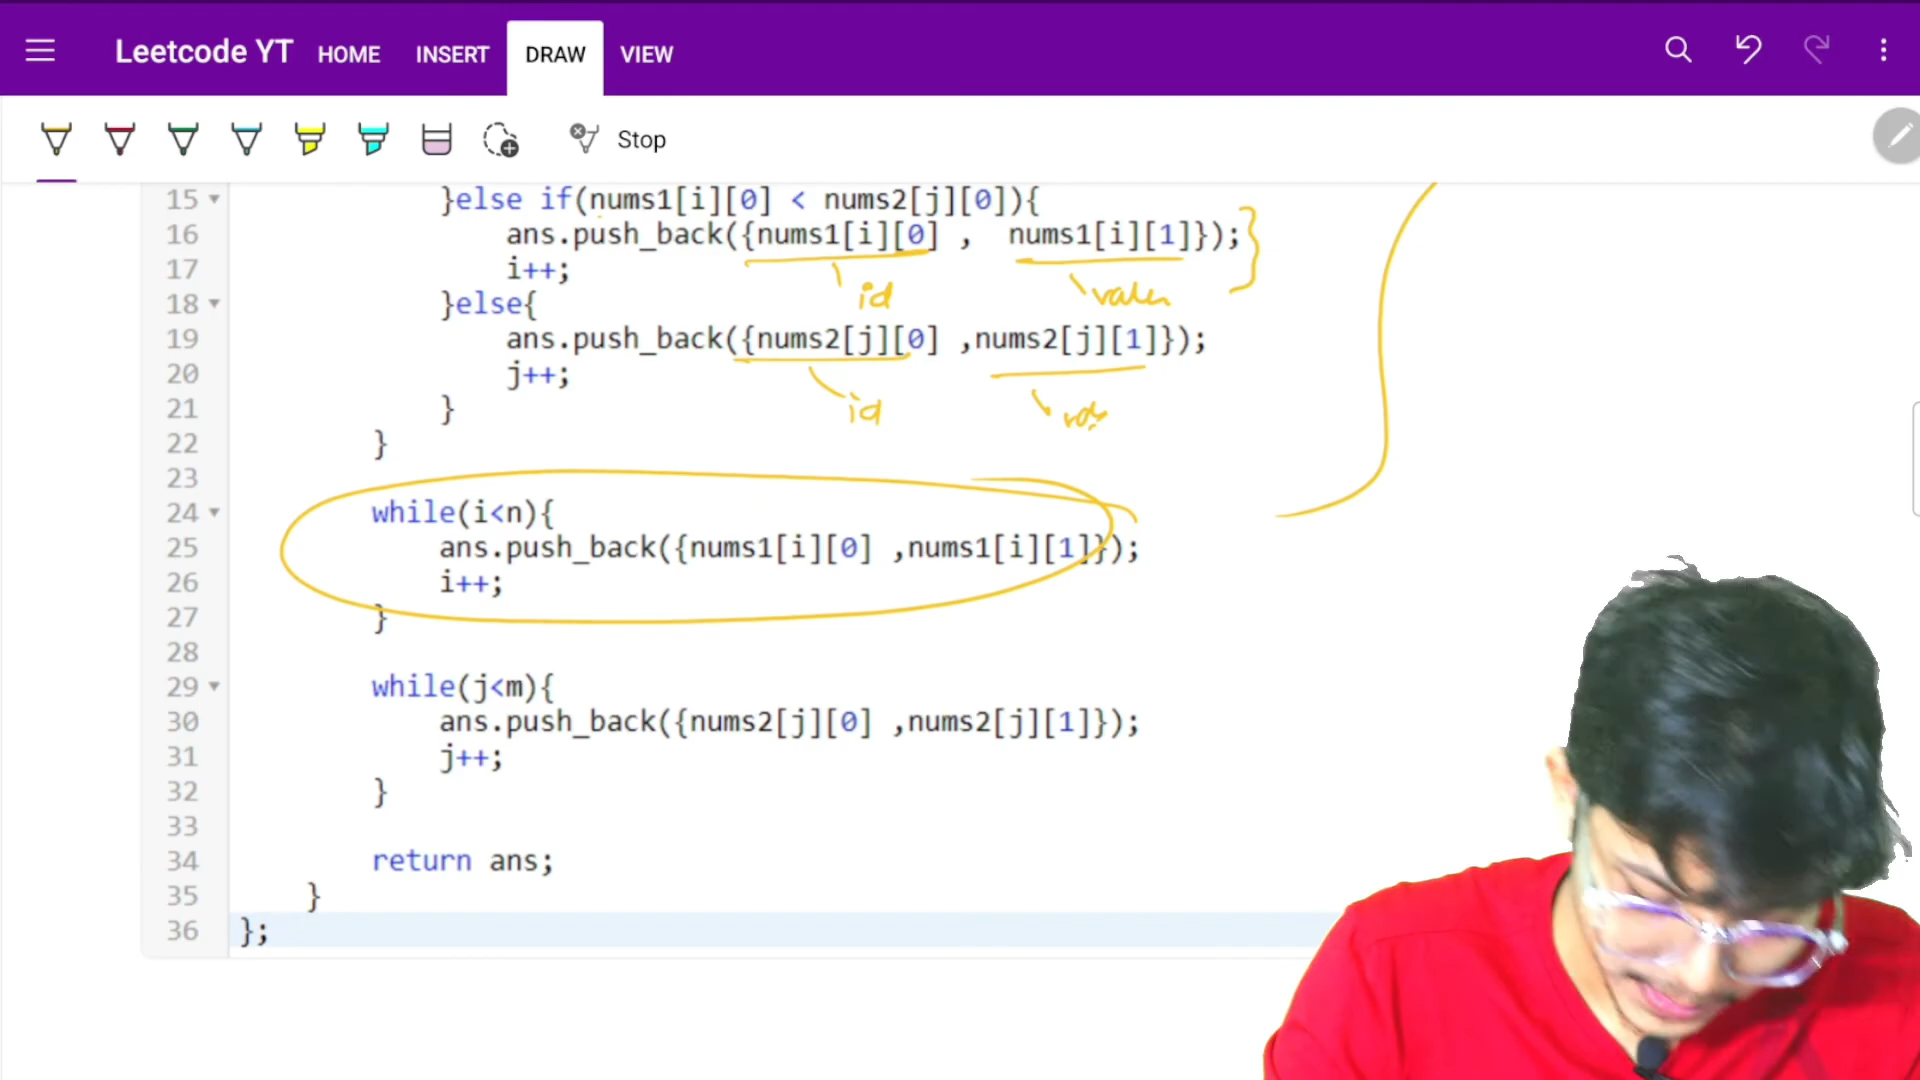 Leetcode YT HOME INSERT DRAW VIEW
Stop
15 }else if(nums1[i][0] < nums2[j][0]){
16 ans.push_back({nums1[i][0] , nums1[i][1]});
17 i++;
id
18 }else{
19 ans.push_back({nums2[j][0] ,nums2[j][1]});
20 j++;
id
21 }
22 }
23
24 while(i<n){
25 ans.push_back({nums1[i][0] ,nums1[i][1]});
26 i++;
27 }
28
29 while(j<m){
30 ans.push_back({nums2[j][0] ,nums2[j][1]});
31 j++;
32 }
33
34 return ans;
35 }
36 };